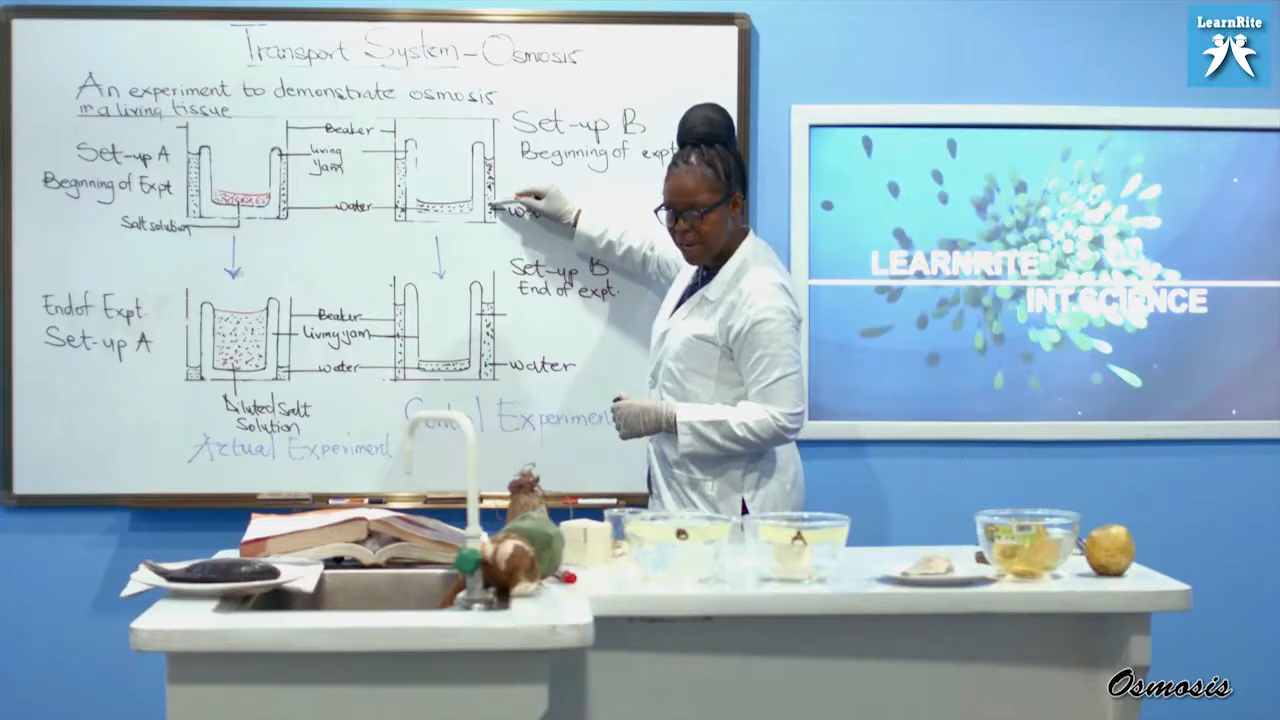 LearnRite
Transport System - Osmosis
An experiment to demonstrate osmosis
in a living tissue
Set-up A
Beginning of Expt
Beaker
living
yam
water
Salt solution
Set-up B
Beginning of expt
Set-up B
End of expt.
End of Expt.
Set-up A
Beaker
Living yam
water
water
Diluted Salt
Solution
Actual Experiment
Control Experiment
LEARNRITE
INT.SCIENCE
B
A
Osmosis